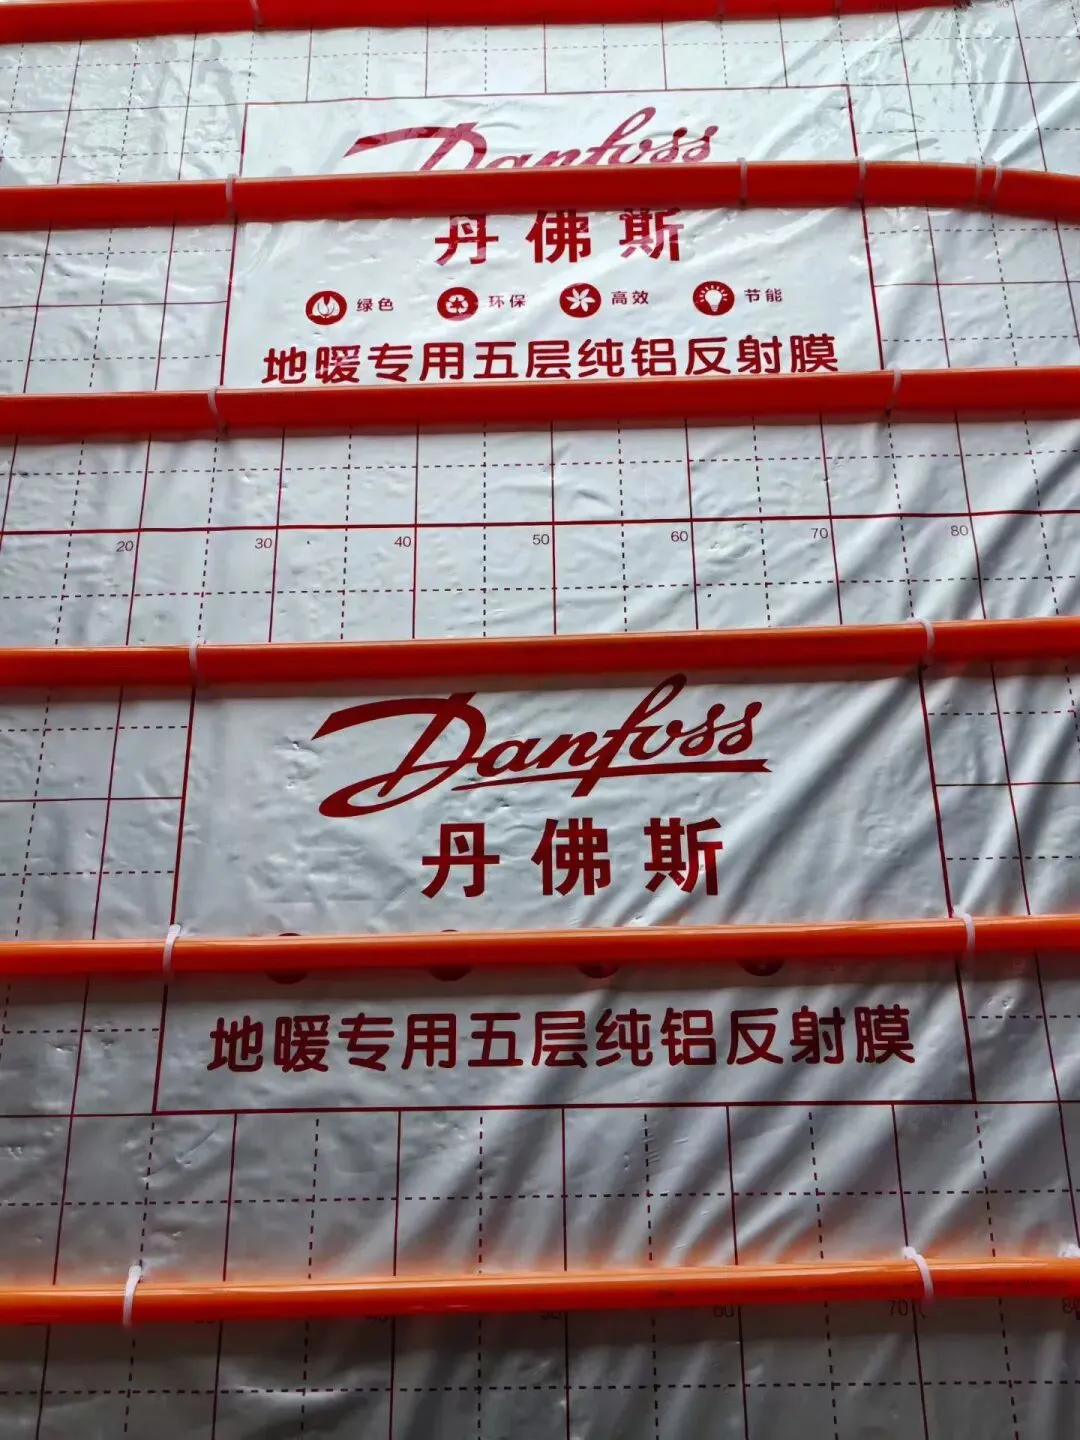 Danfoss
丹佛斯
绿色 环保 高效 节能
地暖专用五层纯铝反射膜
20 30 40 50 60 70 80
Danfoss
丹佛斯
地暖专用五层纯铝反射膜
60 70